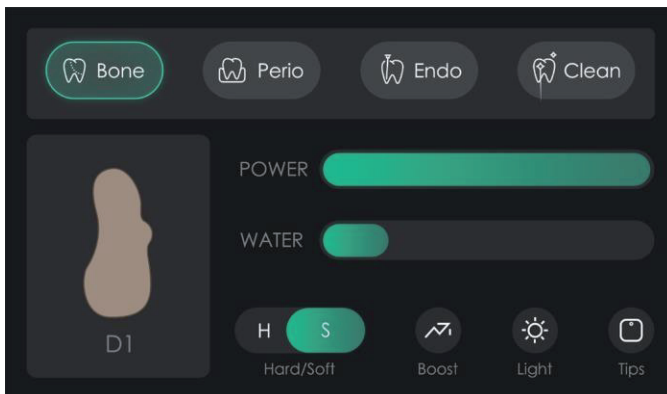 Bone Perio Endo Clean
POWER
WATER
D1
H S
Hard/Soft Boost Light Tips